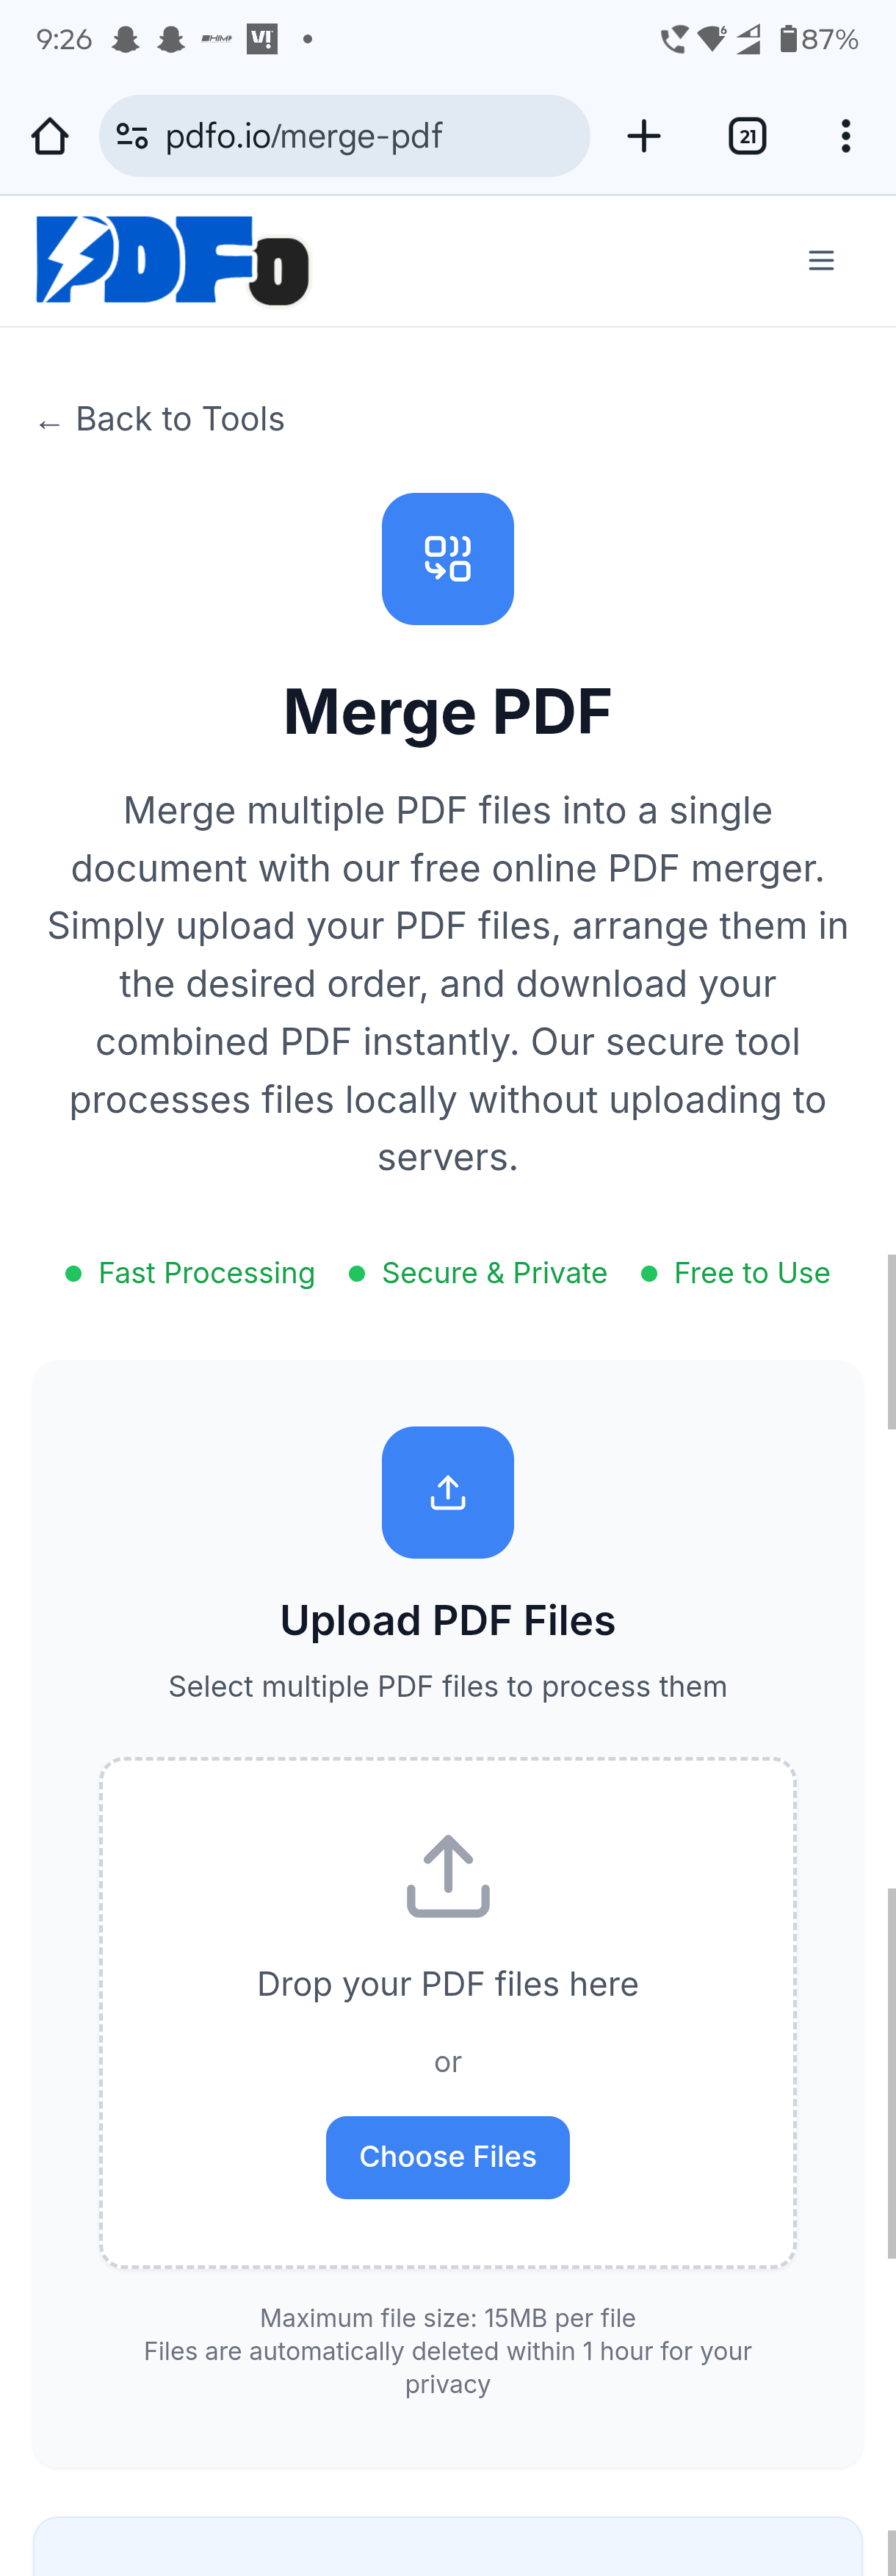 9:26
V!
6
87%
pdfo.io/merge-pdf
21
PDFo
← Back to Tools
Merge PDF
Merge multiple PDF files into a single
document with our free online PDF merger.
Simply upload your PDF files, arrange them in
the desired order, and download your
combined PDF instantly. Our secure tool
processes files locally without uploading to
servers.
Fast Processing
Secure & Private
Free to Use
Upload PDF Files
Select multiple PDF files to process them
Drop your PDF files here
or
Choose Files
Maximum file size: 15MB per file
Files are automatically deleted within 1 hour for your
privacy